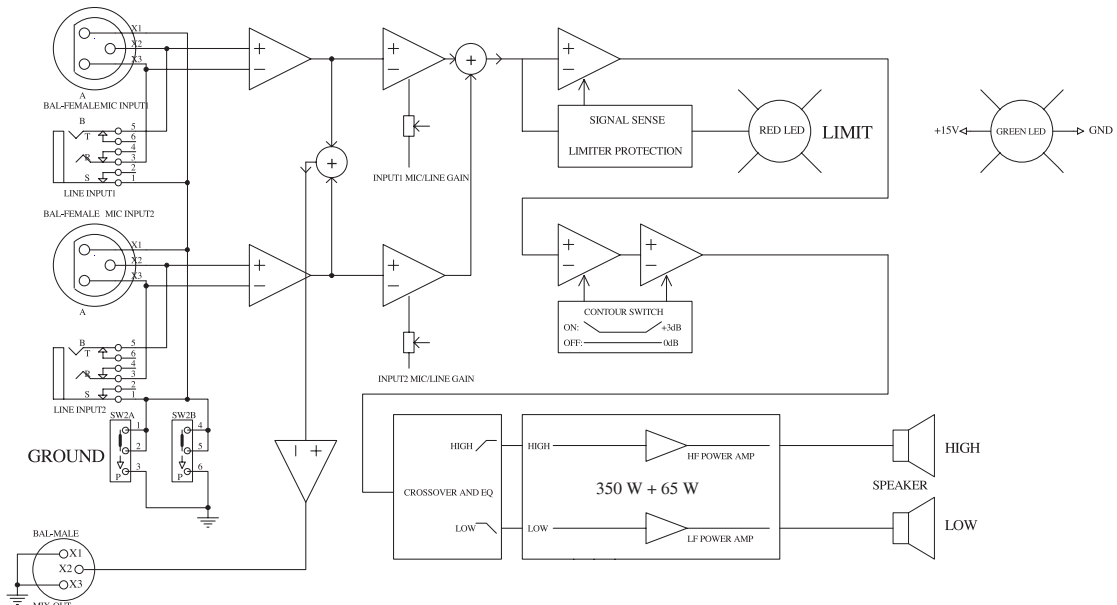 X1
X2
X3
A
BAL-FEMALE MIC INPUT1
B
T
R
S
5
6
4
3
2
1
LINE INPUT1
BAL-FEMALE MIC INPUT2
X1
X2
X3
A
B
T
R
S
5
6
4
3
2
1
LINE INPUT2
SW2A
SW2B
1
2
3
P
4
5
6
P
GROUND
BAL-MALE
X1
X2
X3
MIX OUT
+
−
+
−
+
−
+
−
+
+
− +
INPUT1 MIC/LINE GAIN
INPUT2 MIC/LINE GAIN
+
−
SIGNAL SENSE
LIMITER PROTECTION
RED LED
LIMIT
+15V
GREEN LED
GND
+
−
+
−
CONTOUR SWITCH
ON: +3dB
OFF: 0dB
CROSSOVER AND EQ
HIGH
LOW
HIGH
HF POWER AMP
350 W + 65 W
LOW
LF POWER AMP
HIGH
SPEAKER
LOW